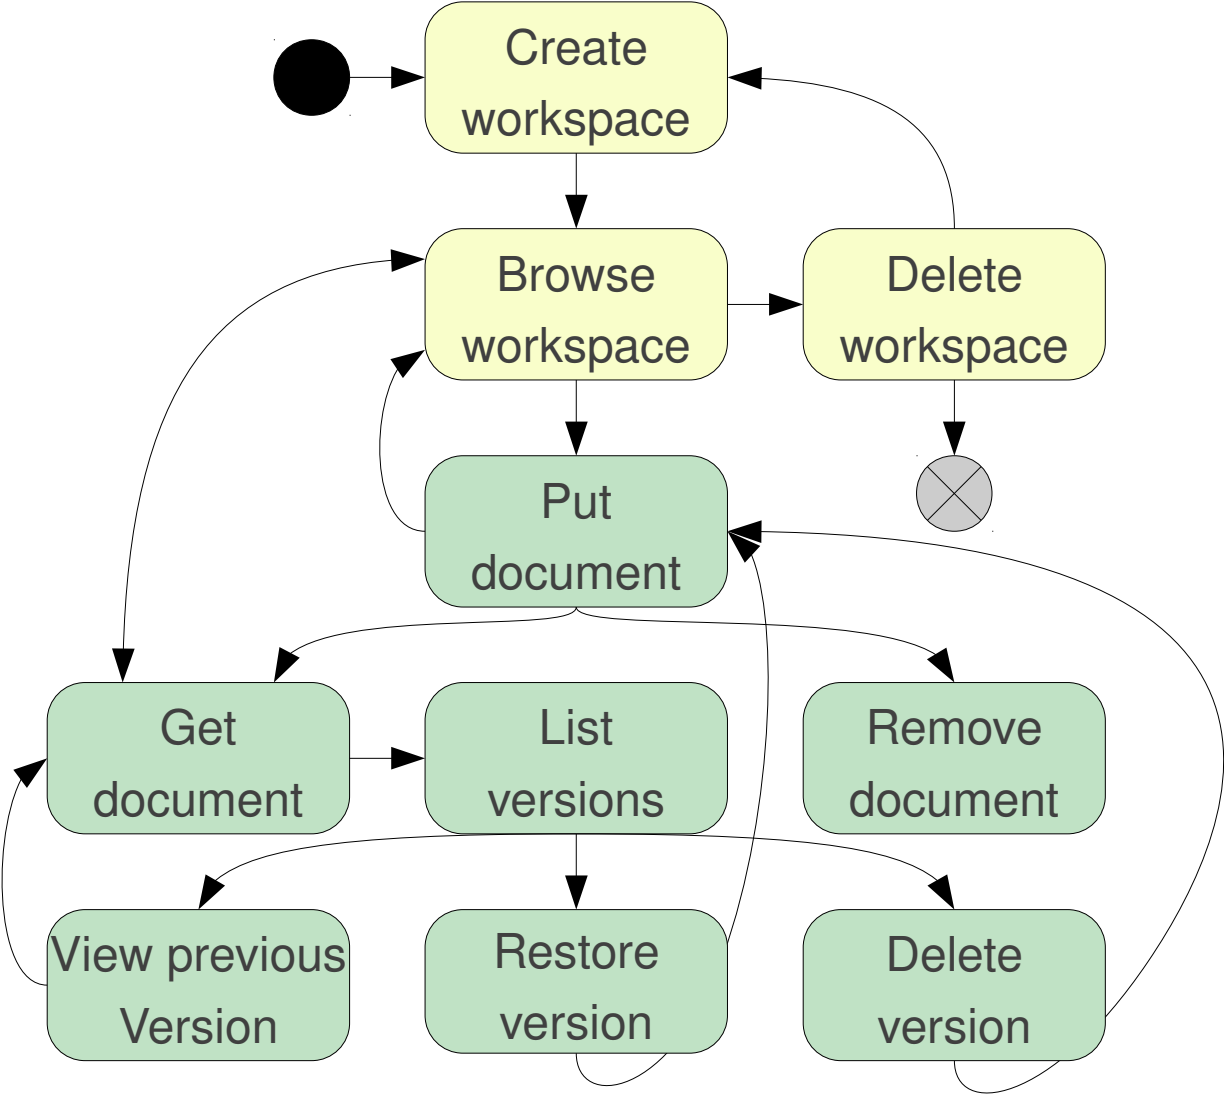 Create
workspace
Browse
workspace
Delete
workspace
Put
document
Get
document
List
versions
Remove
document
View previous
Version
Restore
version
Delete
version